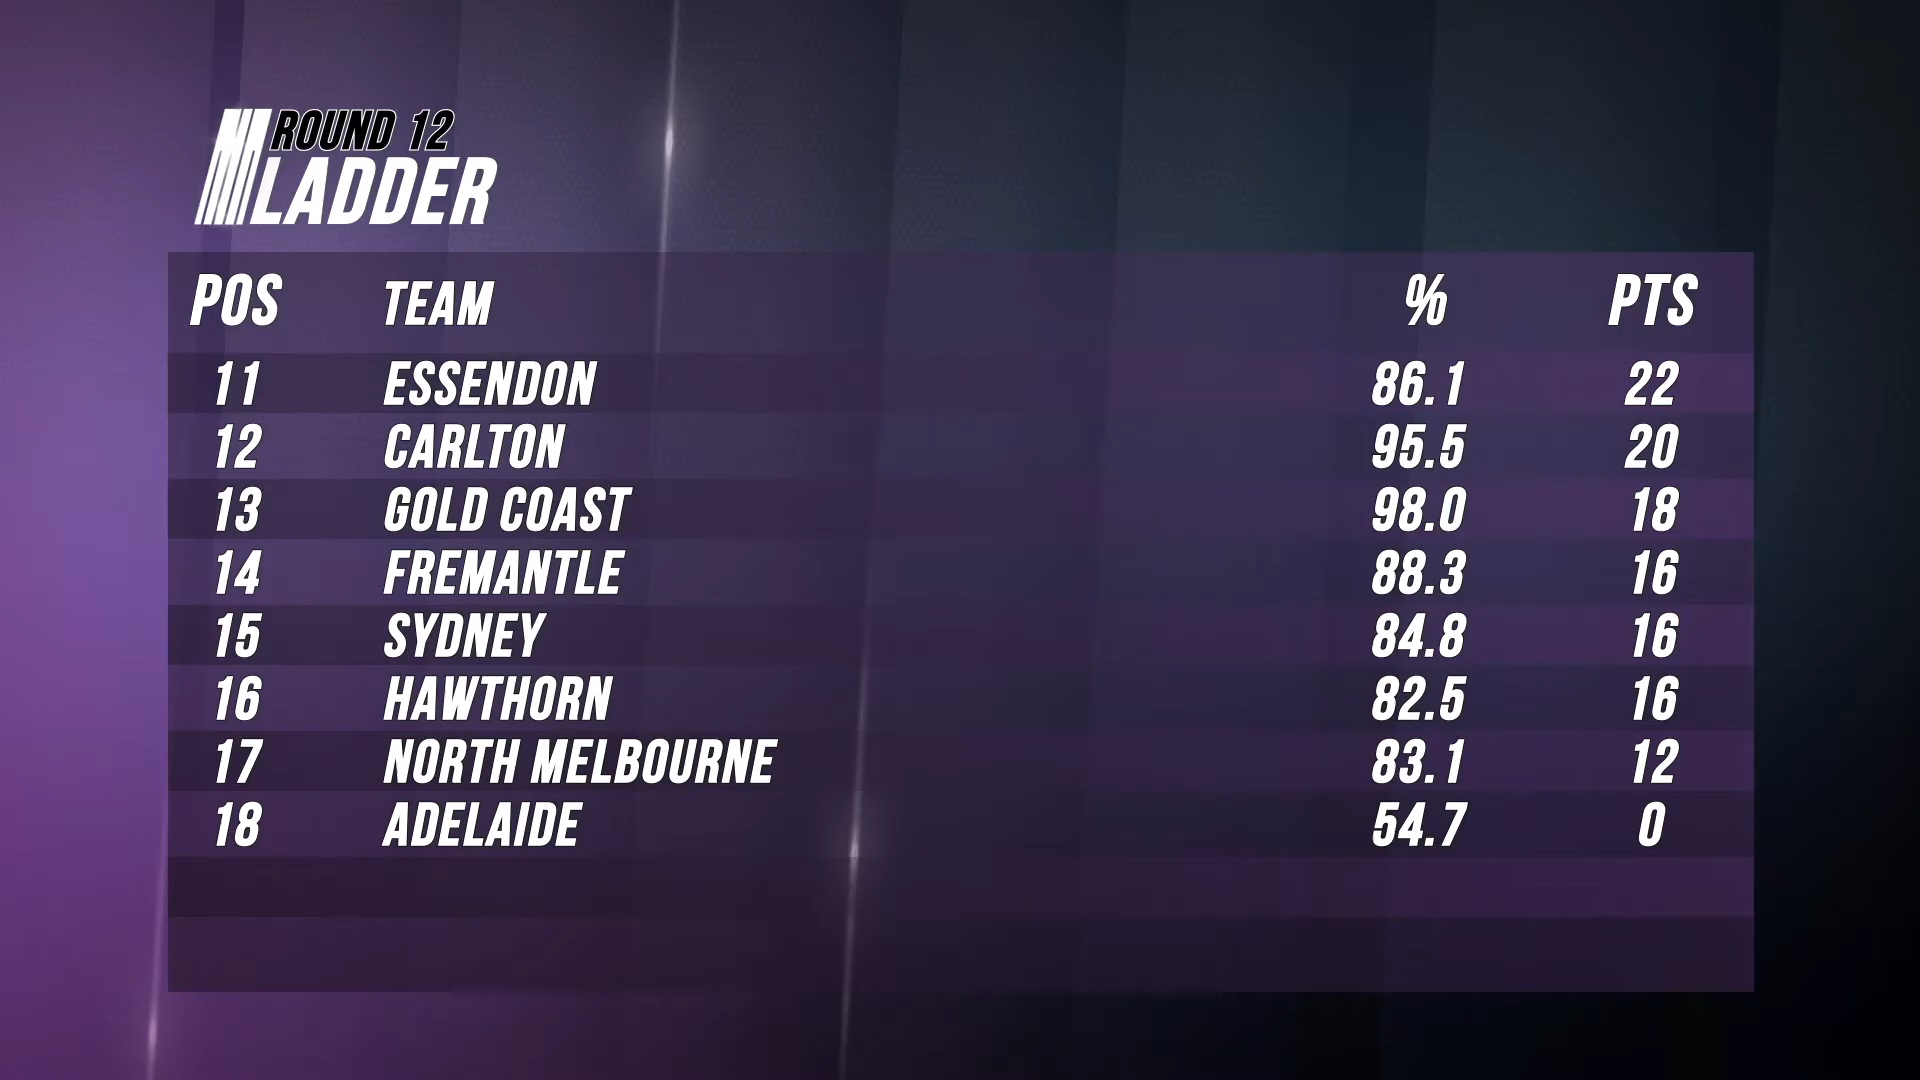 ROUND 12
LADDER
POS TEAM % PTS
11 ESSENDON 86.1 22
12 CARLTON 95.5 20
13 GOLD COAST 98.0 18
14 FREMANTLE 88.3 16
15 SYDNEY 84.8 16
16 HAWTHORN 82.5 16
17 NORTH MELBOURNE 83.1 12
18 ADELAIDE 54.7 0